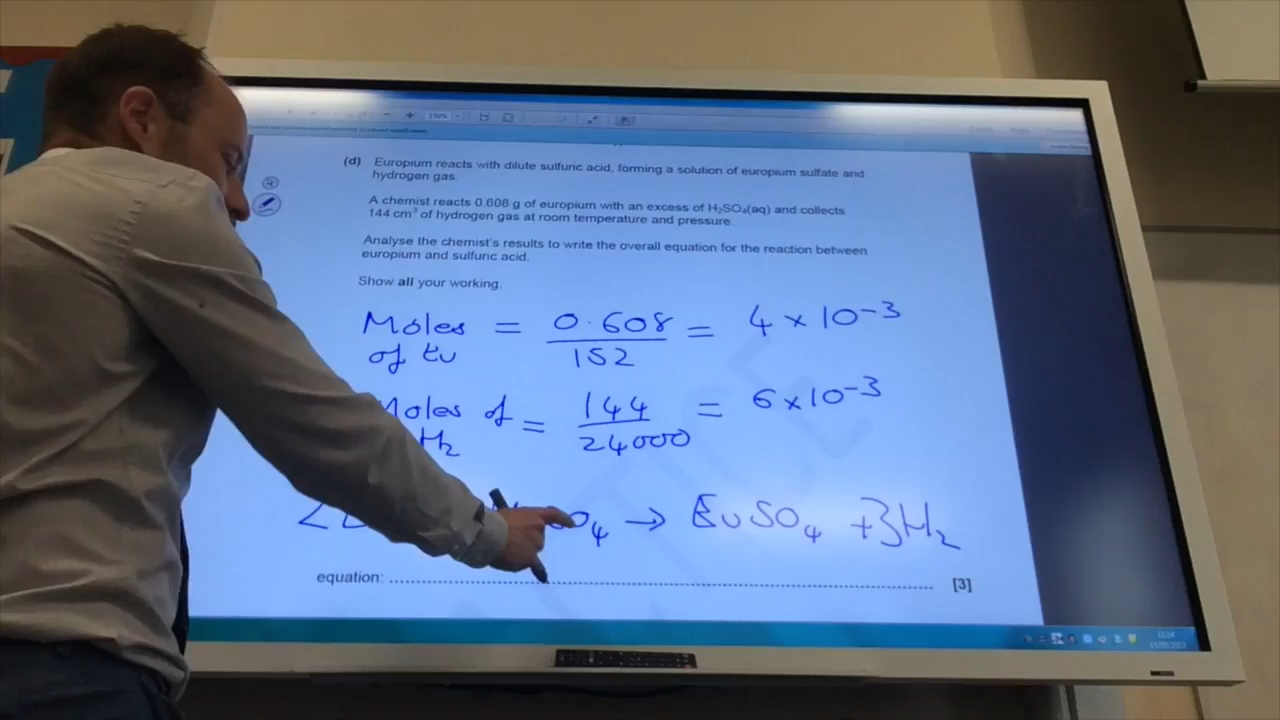 150%
(d) Europium reacts with dilute sulfuric acid, forming a solution of europium sulfate and
hydrogen gas.
A chemist reacts 0.608 g of europium with an excess of H₂SO₄(aq) and collects
144 cm³ of hydrogen gas at room temperature and pressure.
Analyse the chemist's results to write the overall equation for the reaction between
europium and sulfuric acid.
Show all your working.
Moles = 0.608 = 4 × 10⁻³
of Eu 152
Moles of = 144 = 6 × 10⁻³
H₂ 24000
2 O₄ → EuSO₄ + 3H₂
equation: [3]